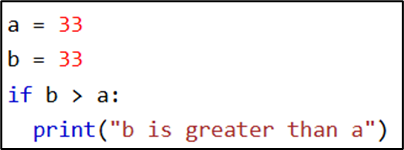 a = 33
b = 33
if b > a:
  print("b is greater than a")